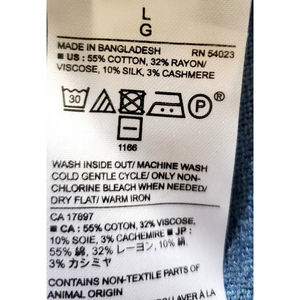 L
G
MADE IN BANGLADESH RN 54023
■ US : 55% COTTON, 32% RAYON/
VISCOSE, 10% SILK, 3% CASHMERE
30 P ®
1166
WASH INSIDE OUT/ MACHINE WASH
COLD GENTLE CYCLE/ ONLY NON-
CHLORINE BLEACH WHEN NEEDED/
DRY FLAT/ WARM IRON
CA 17897
■ CA : 55% COTON, 32% VISCOSE,
10% SOIE, 3% CACHEMIRE ■ JP :
55% 綿, 32% レーヨン, 10% 絹,
3% カシミヤ
CONTAINS NON-TEXTILE PARTS OF
ANIMAL ORIGIN